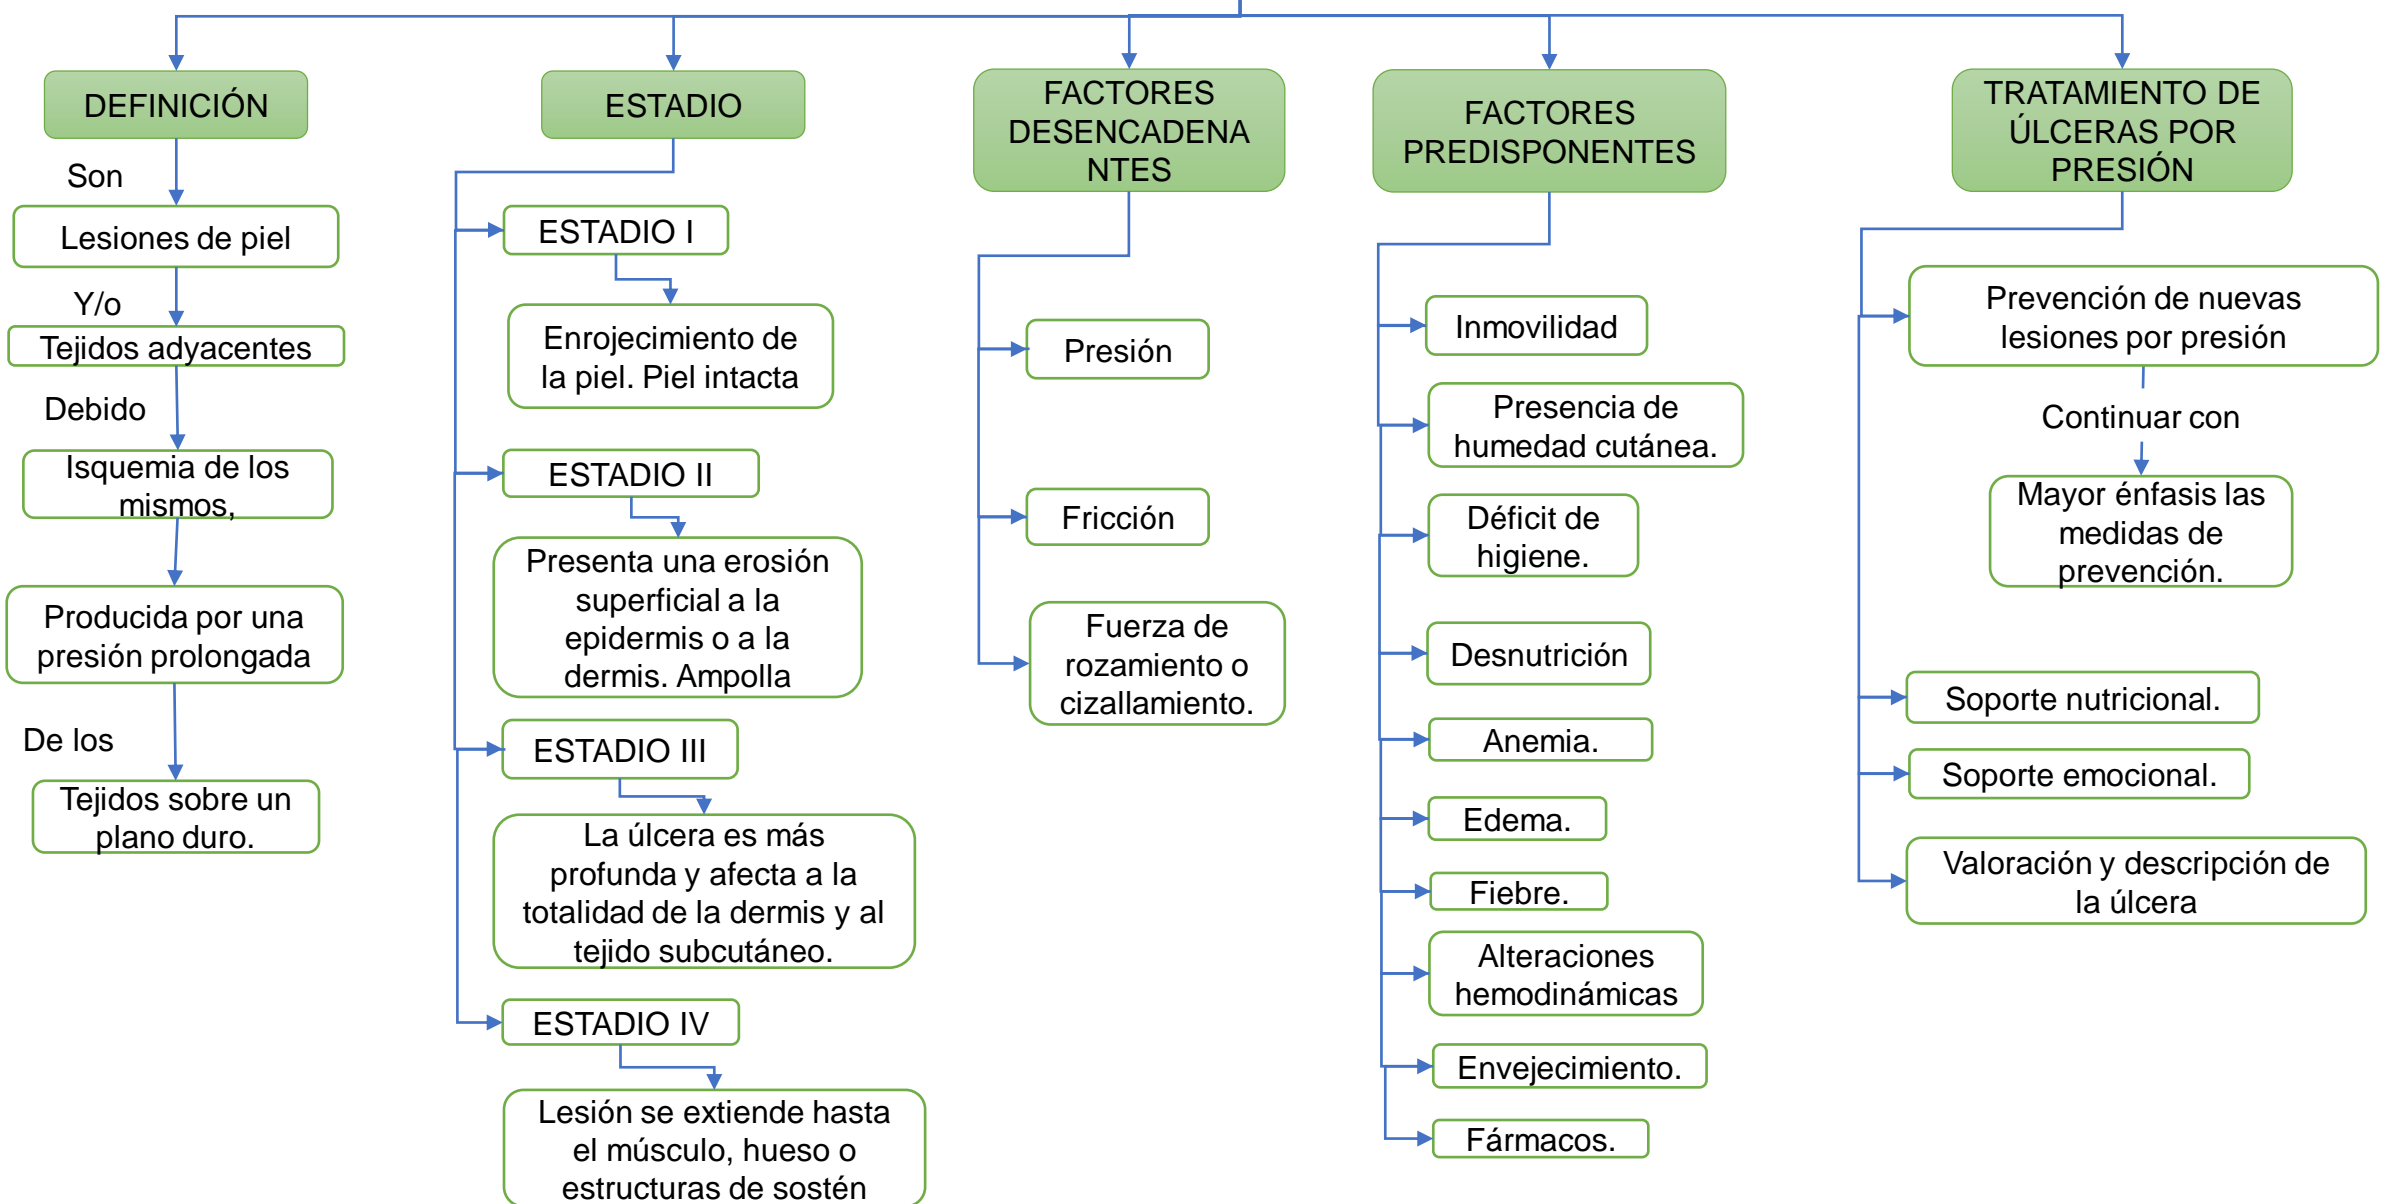 DEFINICIÓN
Son
Lesiones de piel
Y/o
Tejidos adyacentes
Debido
Isquemia de los
mismos,
Producida por una
presión prolongada
De los
Tejidos sobre un
plano duro.
ESTADIO
ESTADIO I
Enrojecimiento de
la piel. Piel intacta
ESTADIO II
Presenta una erosión
superficial a la
epidermis o a la
dermis. Ampolla
ESTADIO III
La úlcera es más
profunda y afecta a la
totalidad de la dermis y al
tejido subcutáneo.
ESTADIO IV
Lesión se extiende hasta
el músculo, hueso o
estructuras de sostén
FACTORES
DESENCADENA
NTES
Presión
Fricción
Fuerza de
rozamiento o
cizallamiento.
FACTORES
PREDISPONENTES
Inmovilidad
Presencia de
humedad cutánea.
Déficit de
higiene.
Desnutrición
Anemia.
Edema.
Fiebre.
Alteraciones
hemodinámicas
Envejecimiento.
Fármacos.
TRATAMIENTO DE
ÚLCERAS POR
PRESIÓN
Prevención de nuevas
lesiones por presión
Continuar con
Mayor énfasis las
medidas de
prevención.
Soporte nutricional.
Soporte emocional.
Valoración y descripción de
la úlcera